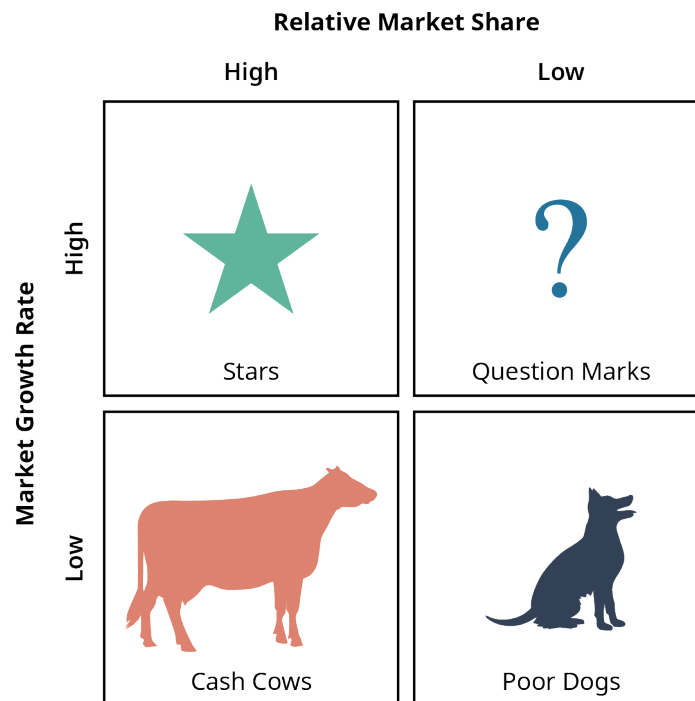 Relative Market Share
High
Low
Market Growth Rate
High
?
Stars
Question Marks
Low
Cash Cows
Poor Dogs